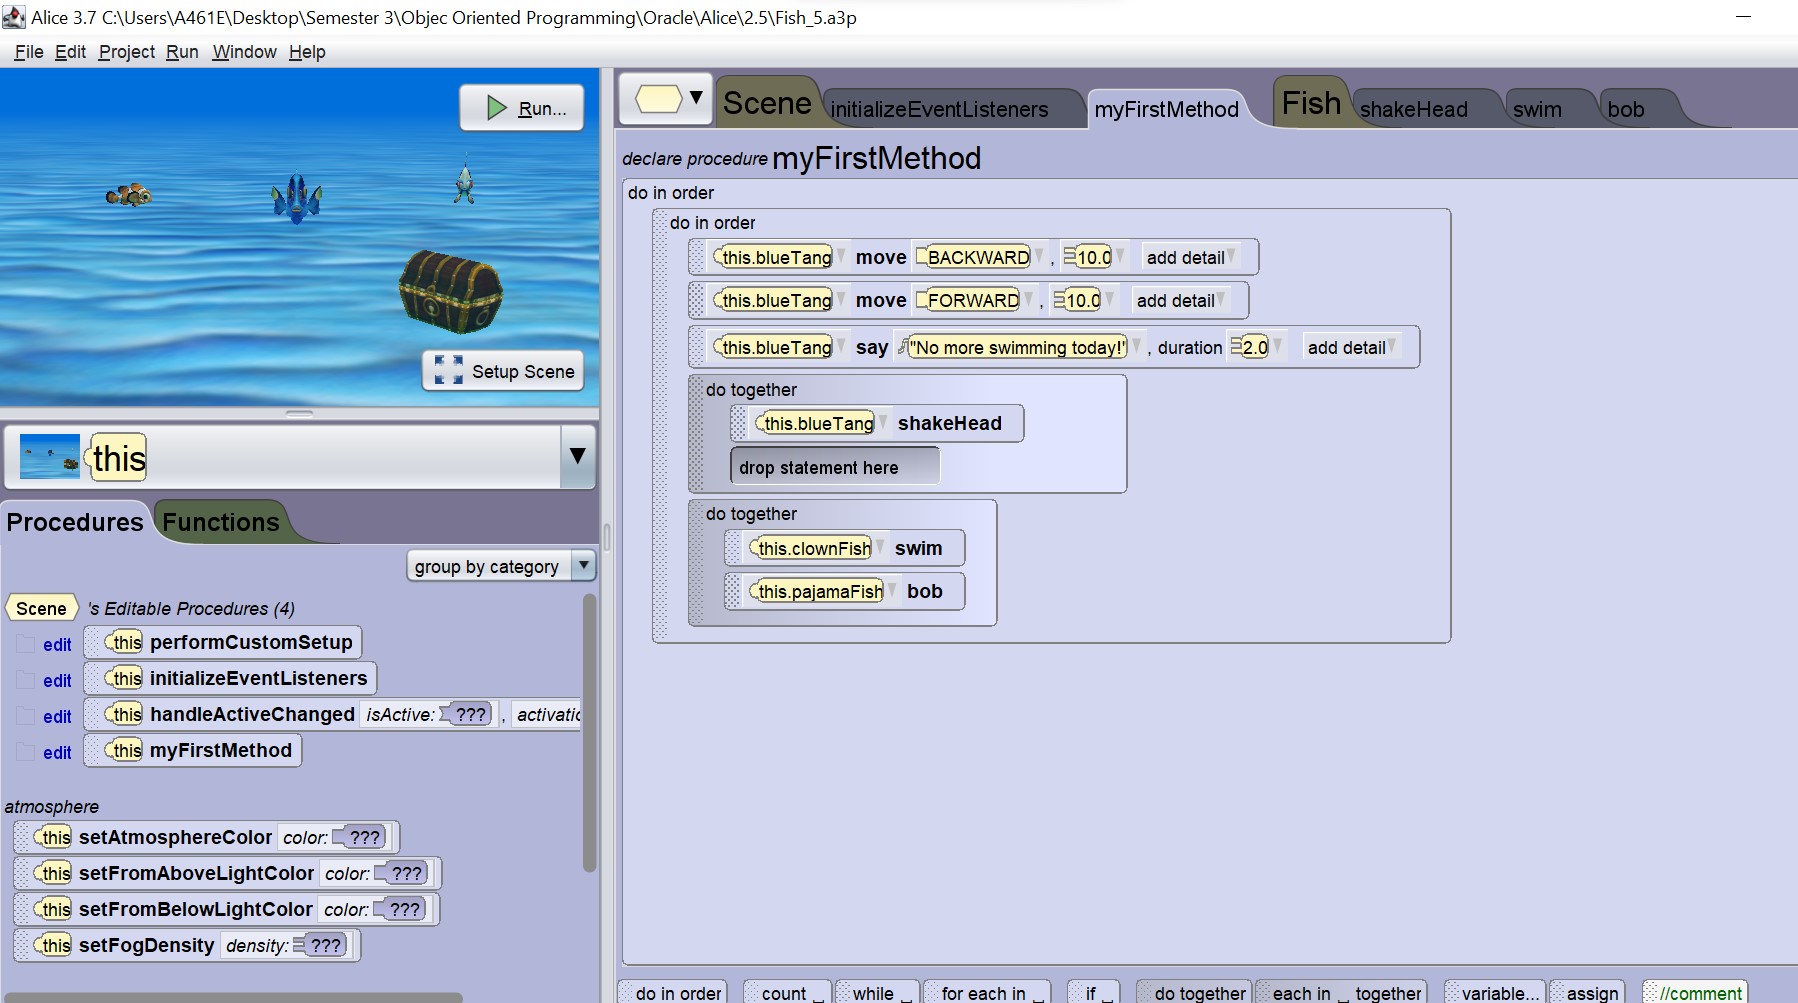 Alice 3.7 C:\Users\A461E\Desktop\Semester 3\Objec Oriented Programming\Oracle\Alice\2.5\Fish_5.a3p
File Edit Project Run Window Help
Run...
Setup Scene
this
Procedures Functions
group by category
Scene 's Editable Procedures (4)
edit this performCustomSetup
edit this initializeEventListeners
edit this handleActiveChanged isActive: ??? , activatio
edit this myFirstMethod
atmosphere
this setAtmosphereColor color: ???
this setFromAboveLightColor color: ???
this setFromBelowLightColor color: ???
this setFogDensity density: ???
Scene initializeEventListeners myFirstMethod Fish shakeHead swim bob
declare procedure myFirstMethod
do in order
do in order
this.blueTang move BACKWARD , 10.0 add detail
this.blueTang move FORWARD , 10.0 add detail
this.blueTang say "No more swimming today!" , duration 2.0 add detail
do together
this.blueTang shakeHead
drop statement here
do together
this.clownFish swim
this.pajamaFish bob
do in order count _ while _ for each in _ if _ do together each in _ together variable... assign //comment